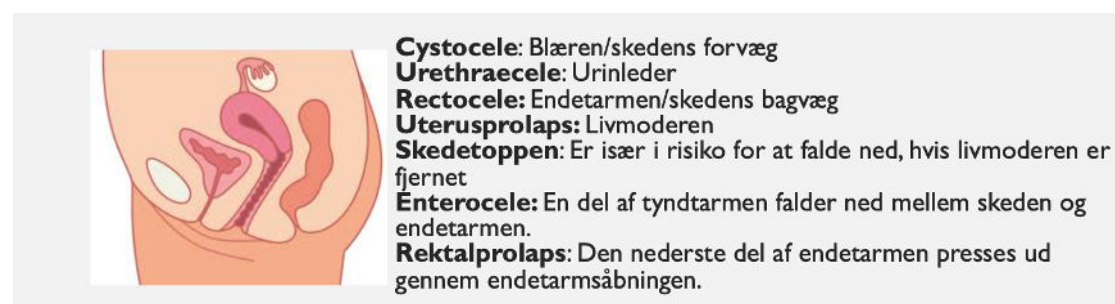 Cystocele: Blæren/skedens forvæg
Urethraecele: Urinleder
Rectocele: Endetarmen/skedens bagvæg
Uterusprolaps: Livmoderen
Skedetoppen: Er især i risiko for at falde ned, hvis livmoderen er
fjernet
Enterocele: En del af tyndtarmen falder ned mellem skeden og
endetarmen.
Rektalprolaps: Den nederste del af endetarmen presses ud
gennem endetarmsåbningen.